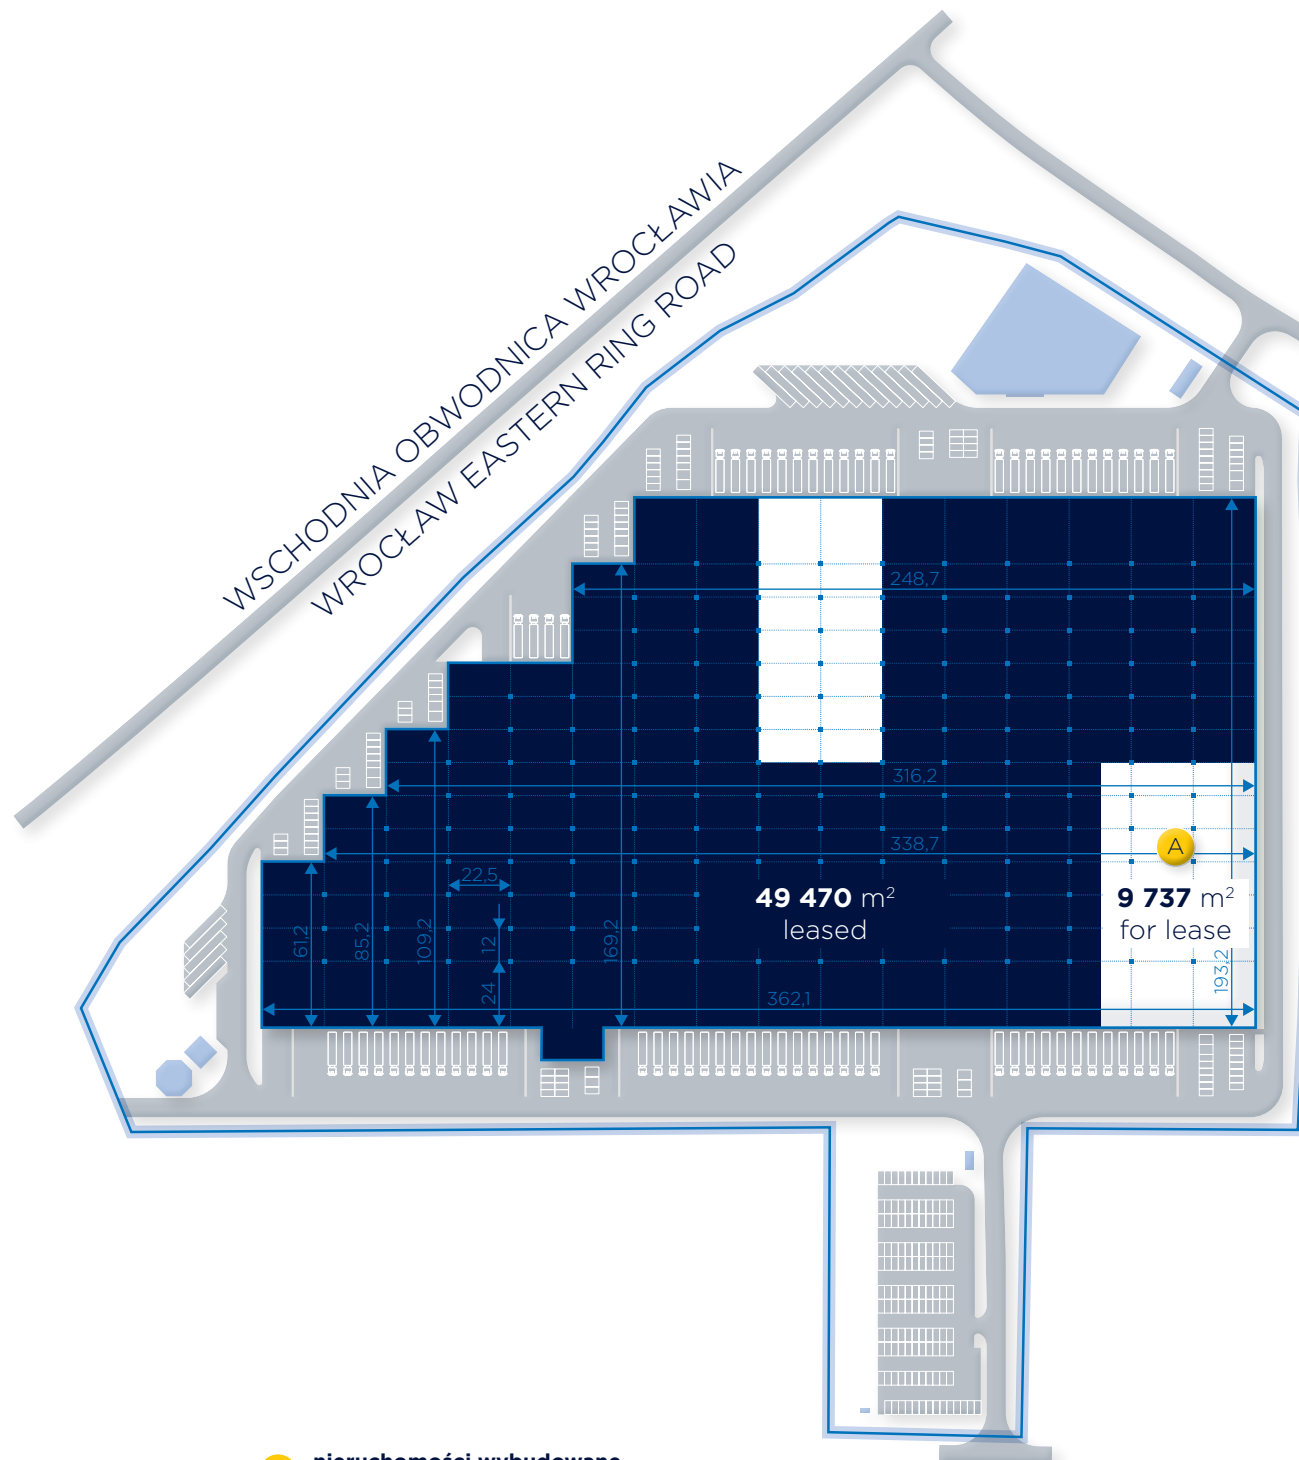 WSCHODNIA OBWODNICA WROCŁAWIA
WROCŁAW EASTERN RING ROAD
248,7
316,2
338,7
A
22,5
49 470 m²
leased
9 737 m²
for lease
61,2
85,2
109,2
12
24
169,2
193,2
362,1
nieruchomości wybudowane